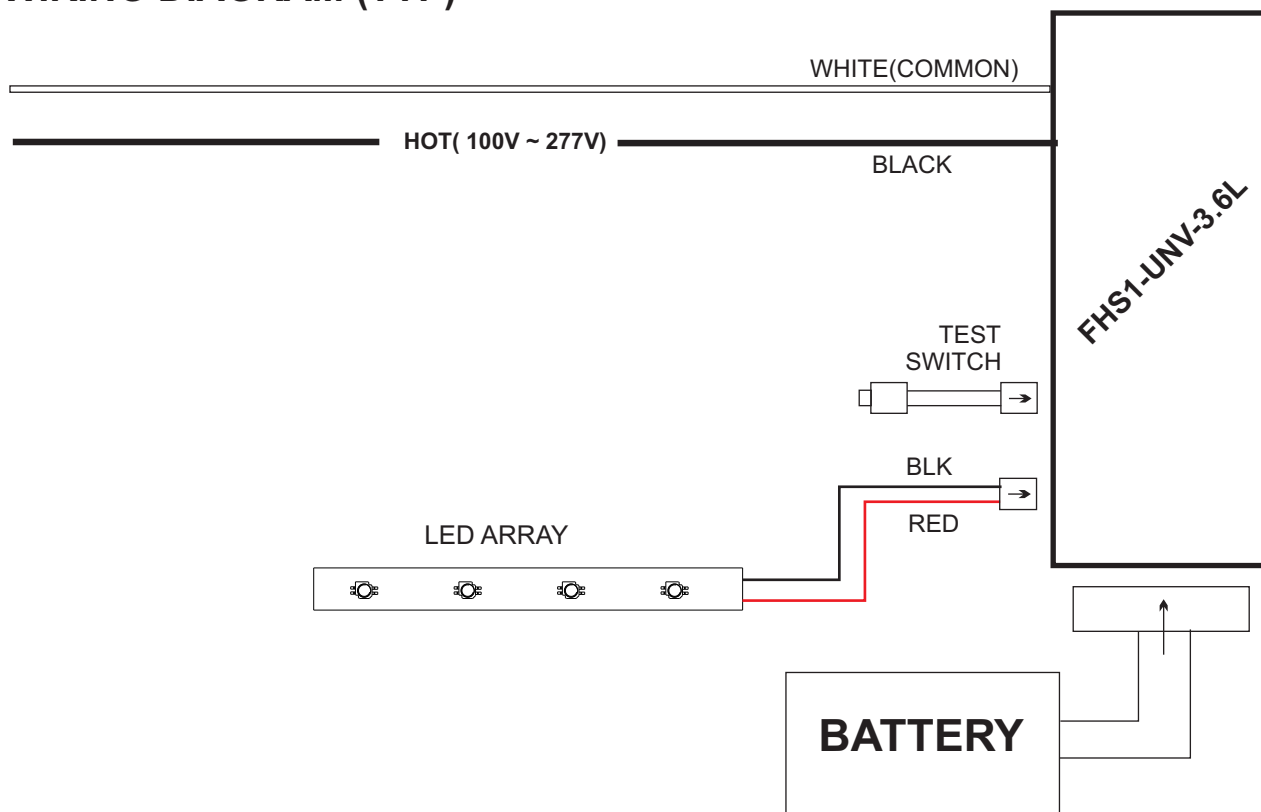 WHITE(COMMON)
HOT( 100V ~ 277V)
BLACK
FHS1-UNV-3.6L
TEST
SWITCH
BLK
RED
LED ARRAY
BATTERY